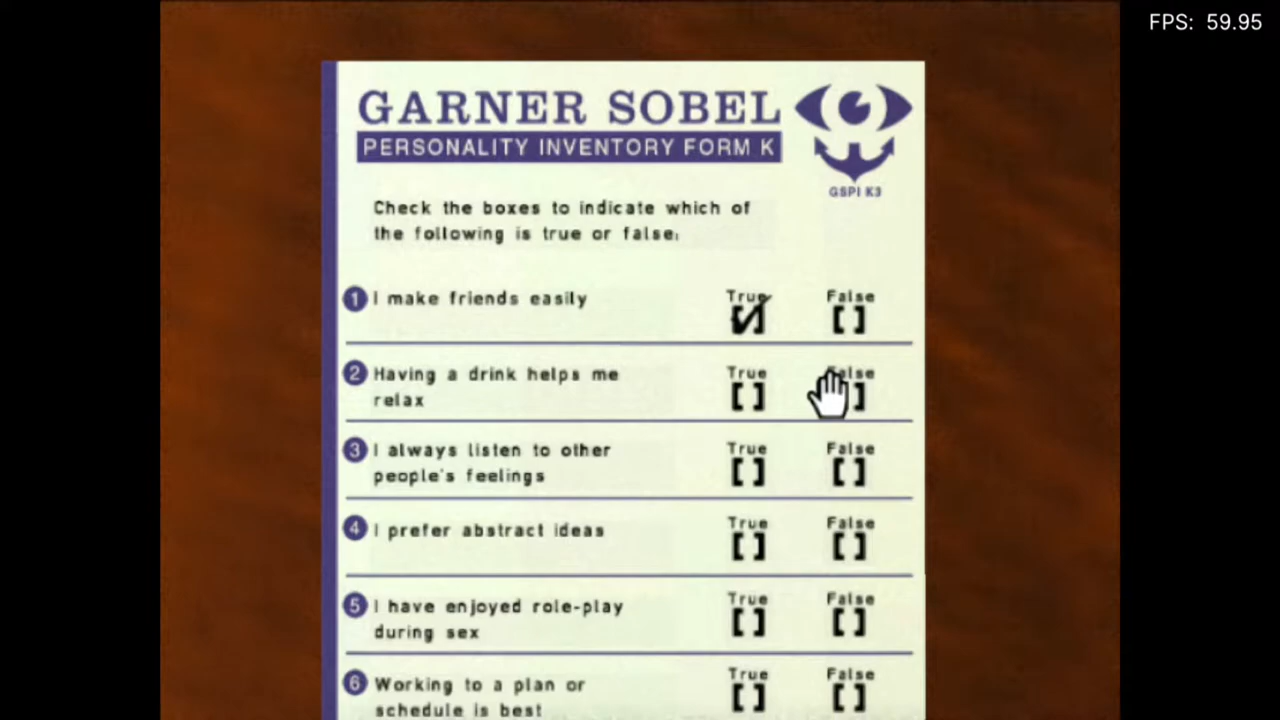 FPS: 59.95
GARNER SOBEL
PERSONALITY INVENTORY FORM K
GSPI K3
Check the boxes to indicate which of
the following is true or false:
1 I make friends easily
True False
[ ] [ ]
2 Having a drink helps me
relax
True False
[ ] [ ]
3 I always listen to other
people's feelings
True False
[ ] [ ]
4 I prefer abstract ideas
True False
[ ] [ ]
5 I have enjoyed role-play
during sex
True False
[ ] [ ]
6 Working to a plan or
schedule is best
True False
[ ] [ ]